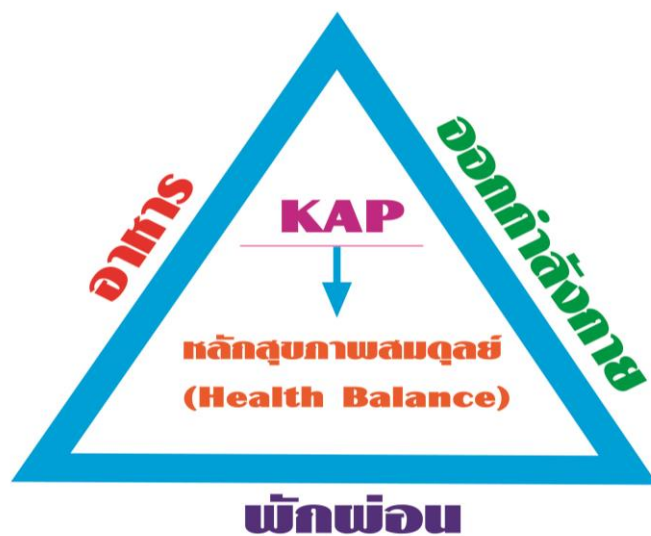 อาหาร
ออกกำลังกาย
KAP
หลักสุขภาพสมดุลย์
(Health Balance)
พักผ่อน